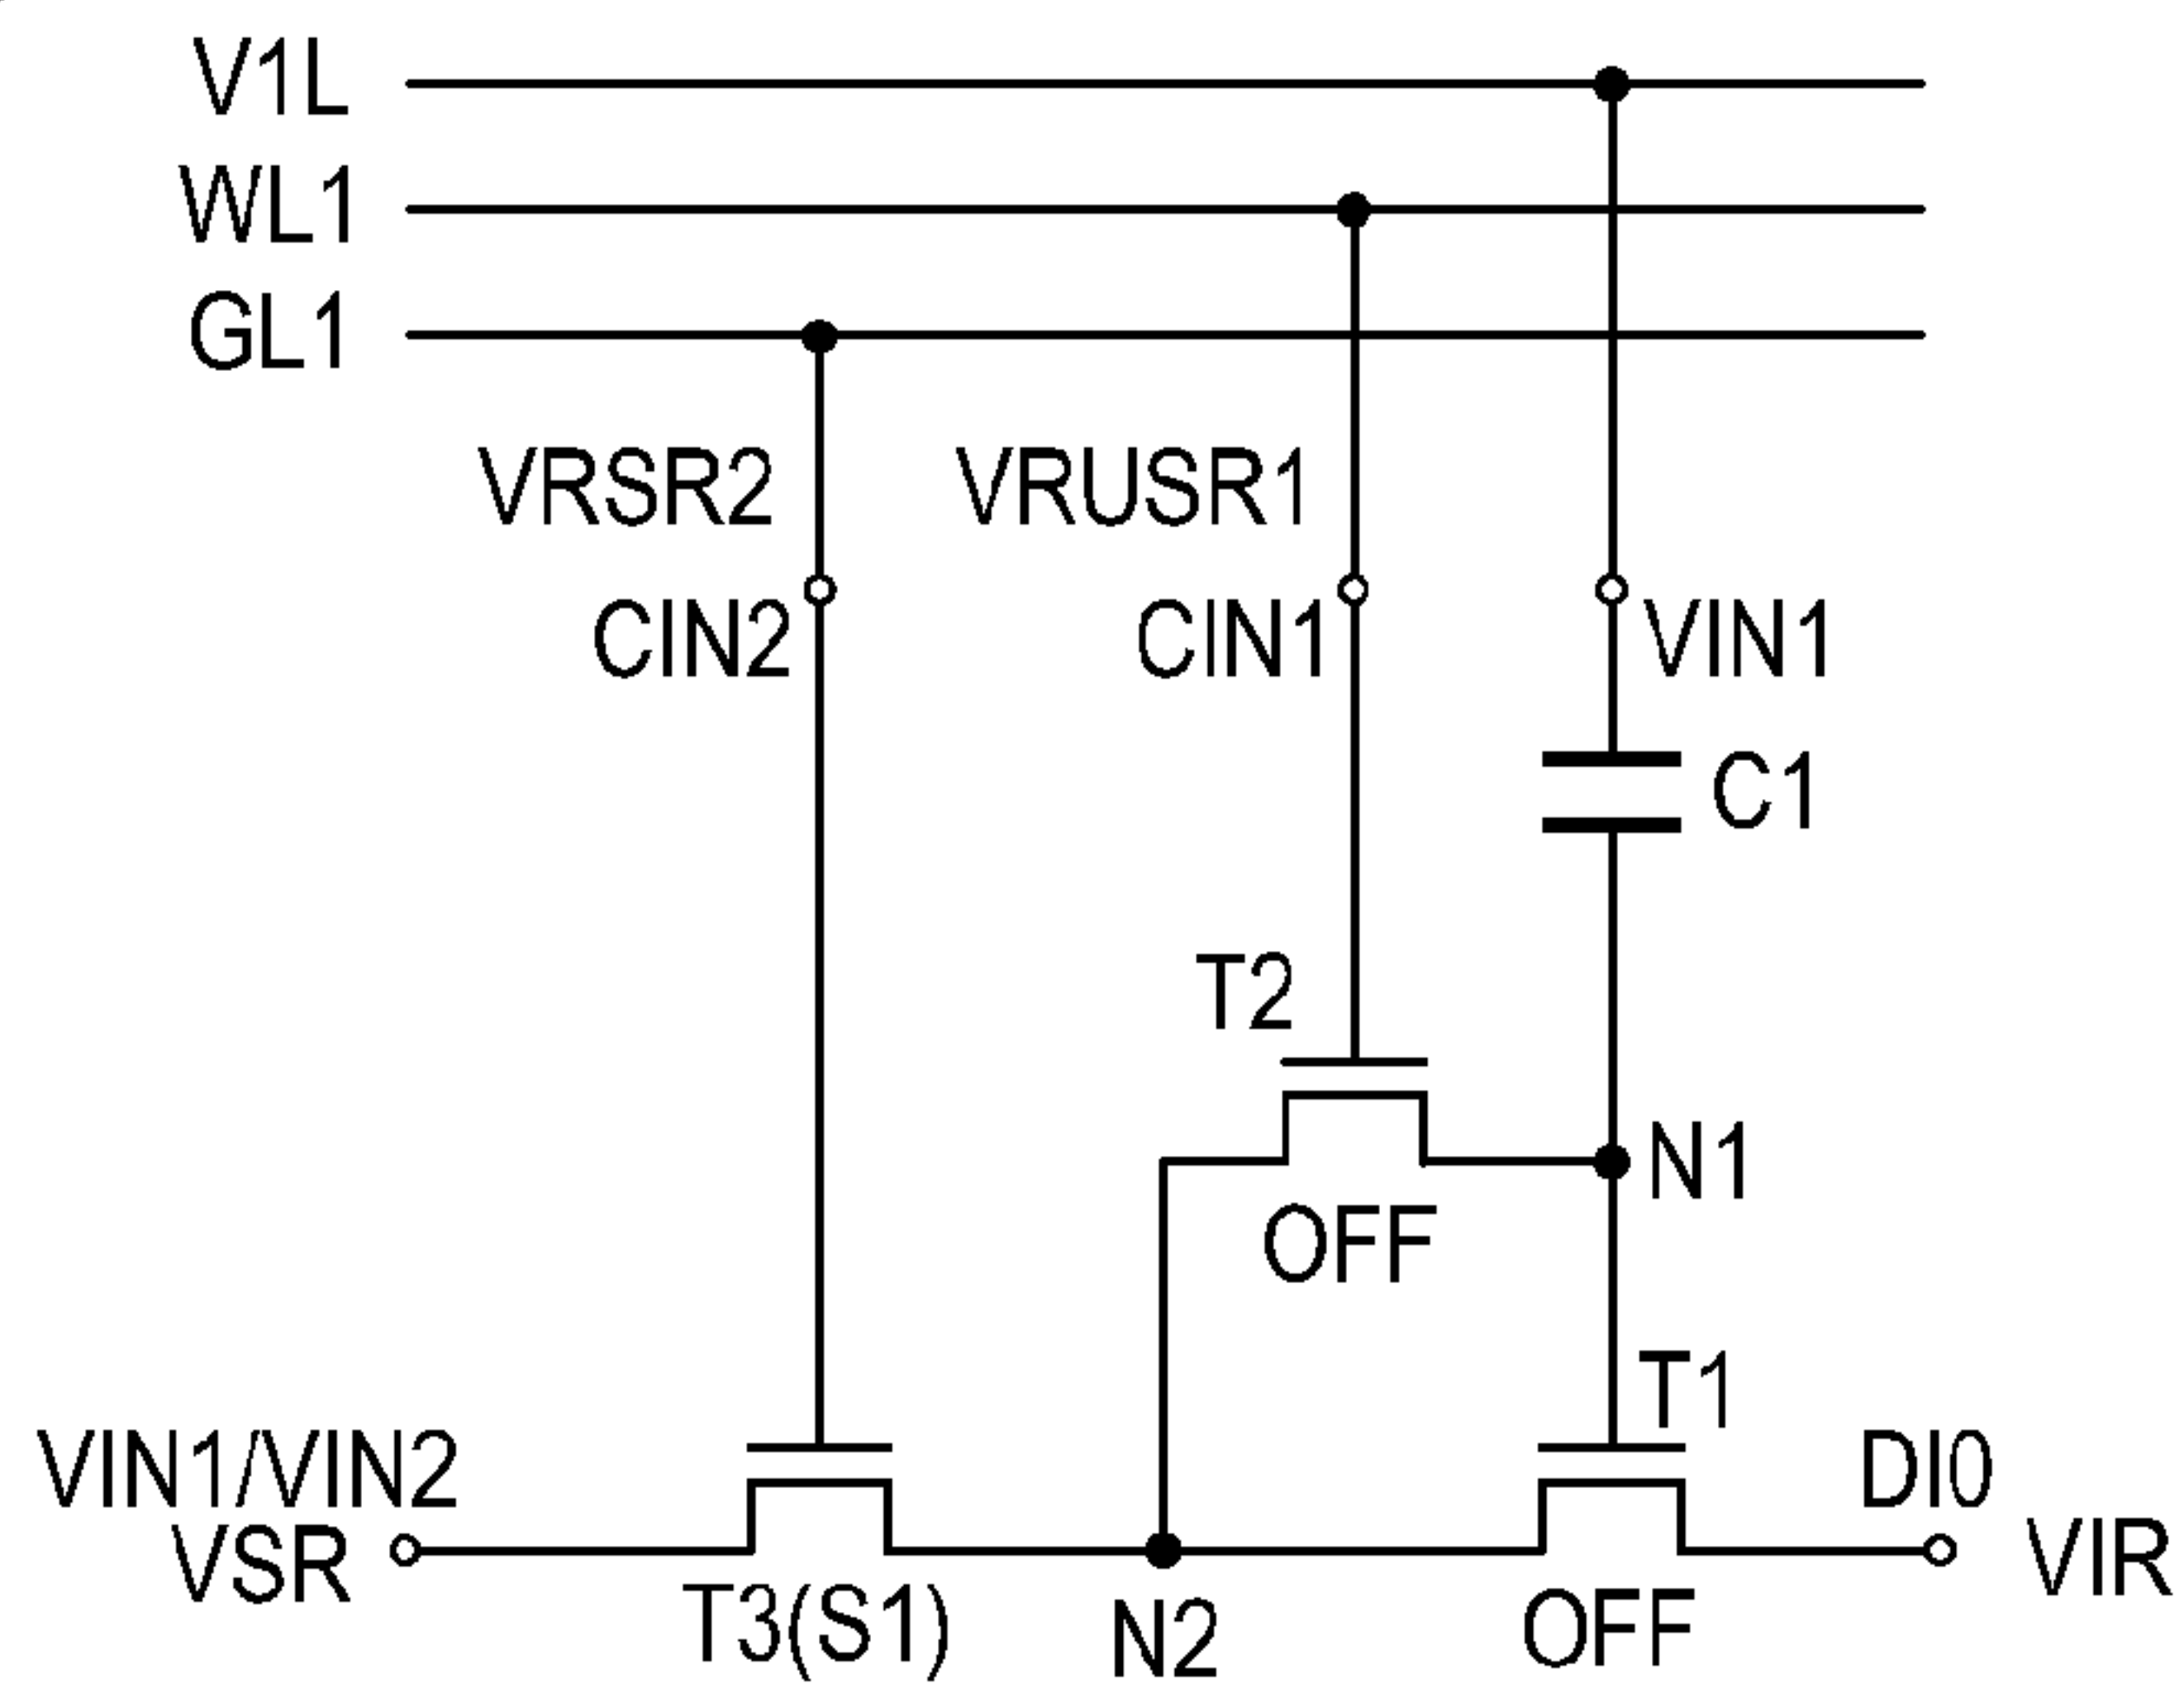 V1L
WL1
GL1
VRSR2 VRUSR1
CIN2 CIN1 VIN1
C1
T2
N1
OFF
T1
VIN1/VIN2 DI0
VSR VIR
T3(S1) N2 OFF